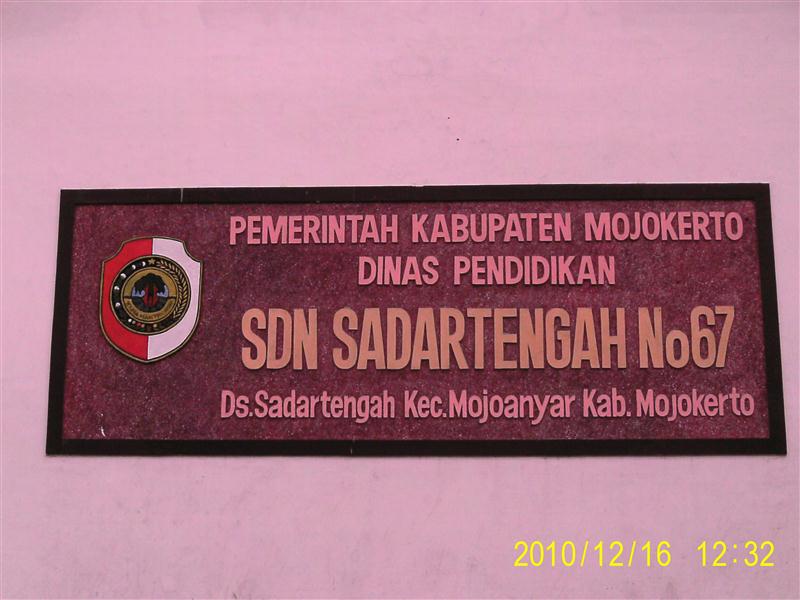 PEMERINTAH KABUPATEN MOJOKERTO
DINAS PENDIDIKAN
SDN SADARTENGAH No67
Ds.Sadartengah Kec.Mojoanyar Kab.Mojokerto
2010/12/16 12:32